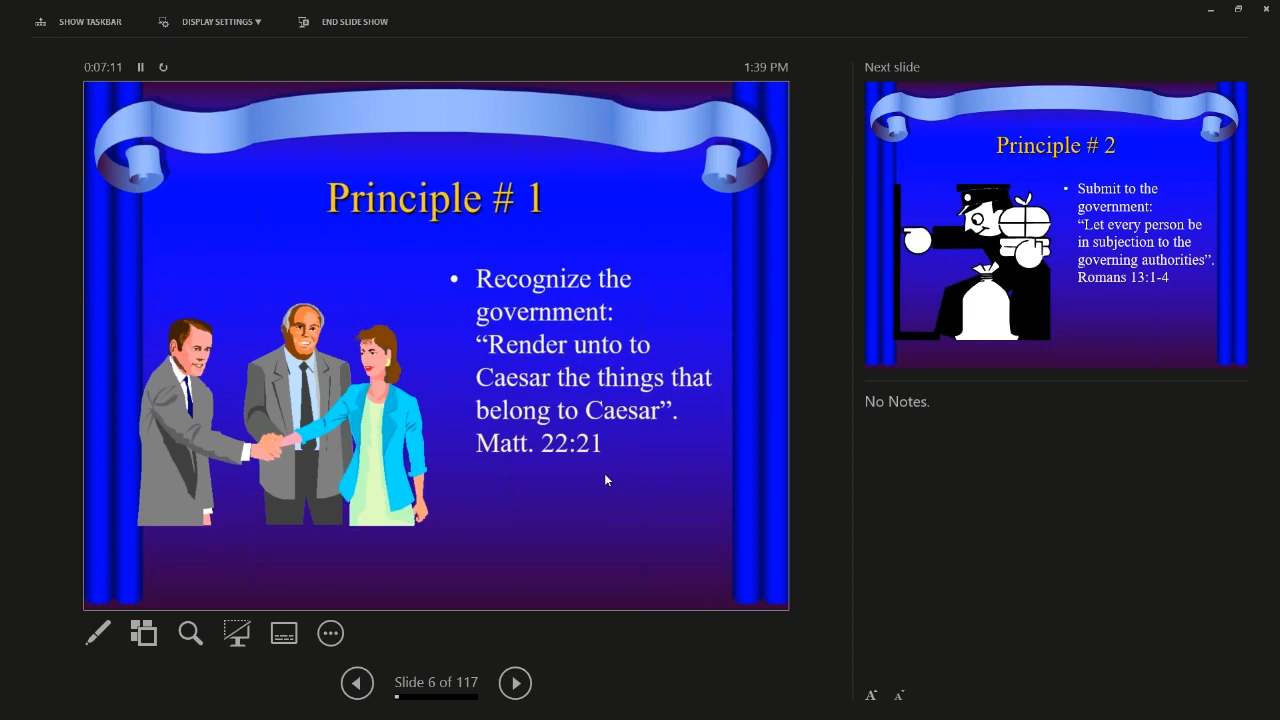 SHOW TASKBAR
DISPLAY SETTINGS ▼
END SLIDE SHOW
0:07:11
1:39 PM
Principle # 1
• Recognize the
government:
“Render unto to
Caesar the things that
belong to Caesar”.
Matt. 22:21
Slide 6 of 117
Next slide
Principle # 2
• Submit to the
government:
“Let every person be
in subjection to the
governing authorities”.
Romans 13:1-4
No Notes.
A A